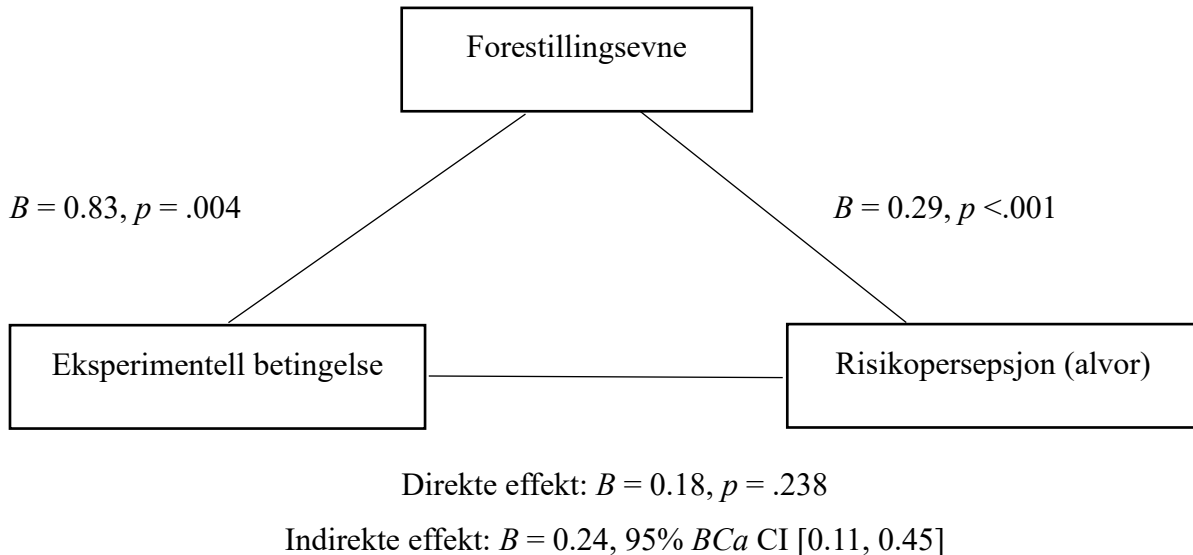 Forestillingsevne
B = 0.83, p = .004
B = 0.29, p <.001
Eksperimentell betingelse
Risikopersepsjon (alvor)
Direkte effekt: B = 0.18, p = .238
Indirekte effekt: B = 0.24, 95% BCa CI [0.11, 0.45]